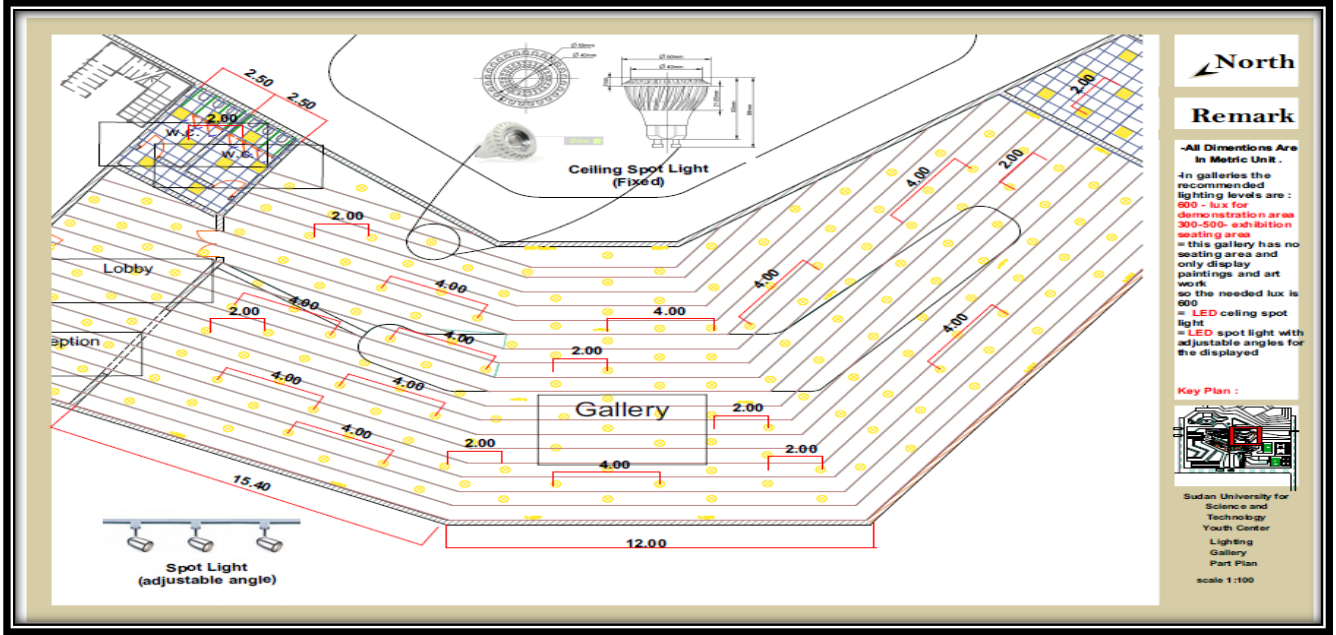 2.50
2.50
2.00
W.C.
W.C.
Ø 50mm
Ø 40mm
Ø 50mm
Ø 40mm
Ceiling Spot Light
(Fixed)
2.00
2.00
4.00
2.00
Lobby
4.00
4.00
2.00
4.00
4.00
4.00
4.00
eption
2.00
4.00
4.00
Gallery
2.00
4.00
2.00
2.00
4.00
15.40
12.00
Spot Light
(adjustable angle)
North
Remark
-All Dimentions Are
In Metric Unit .
-In galleries the
recommended
lighting levels are :
600 - lux for
demonstration area
300-500- exhibition
seating area
= this gallery has no
seating area and
only display
paintings and art
work
so the needed lux is
600
= LED celing spot
light
= LED spot light with
adjustable angles for
the displayed
Key Plan :
Sudan University for
Science and
Technology
Youth Center
Lighting
Gallery
Part Plan
scale 1 :100